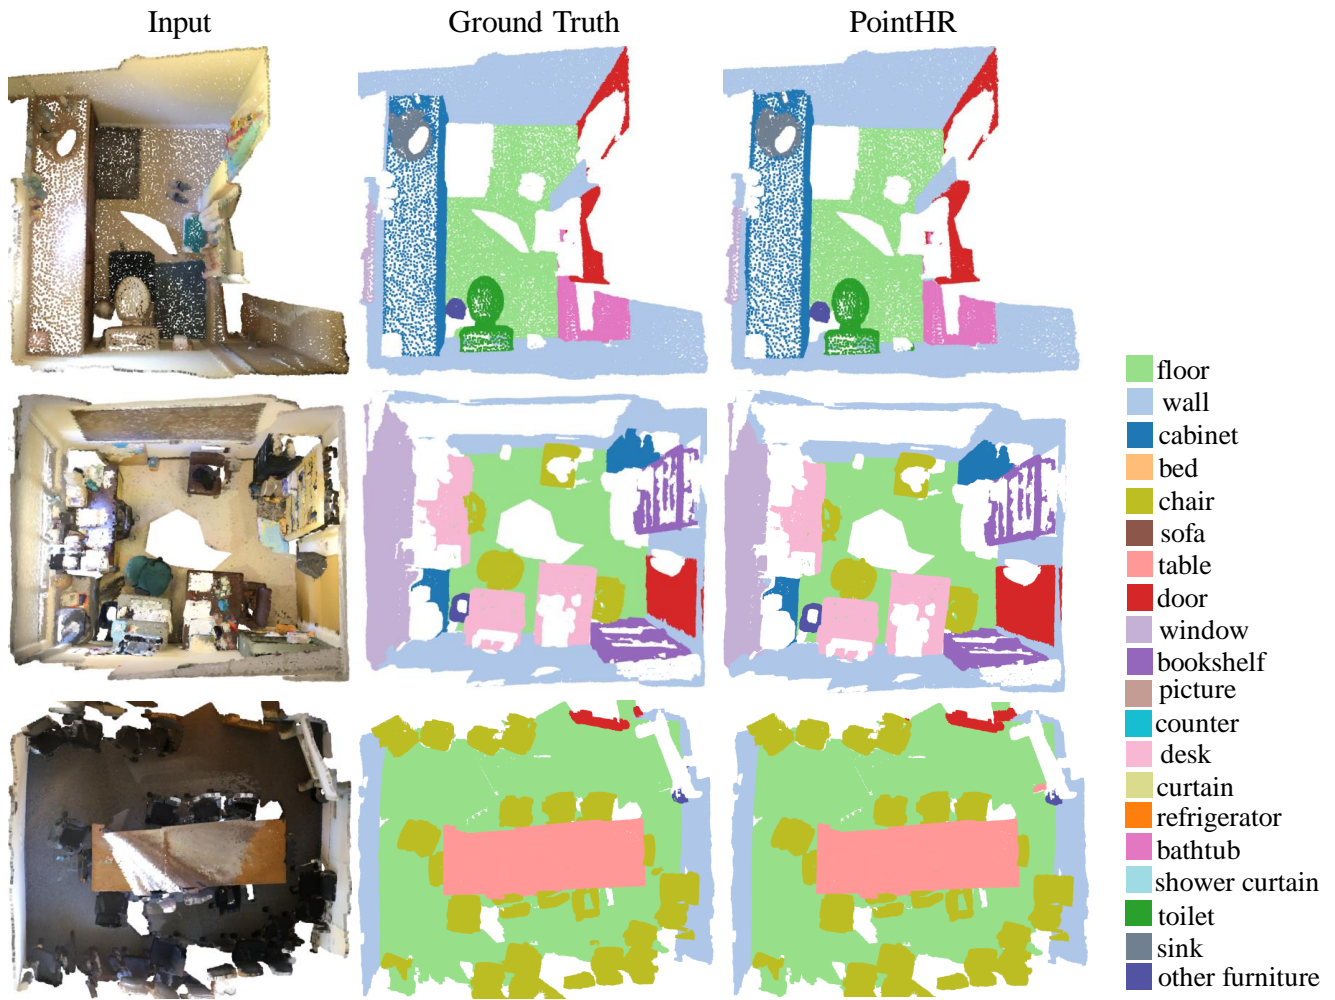 Input
Ground Truth
PointHR
floor
wall
cabinet
bed
chair
sofa
table
door
window
bookshelf
picture
counter
desk
curtain
refrigerator
bathtub
shower curtain
toilet
sink
other furniture